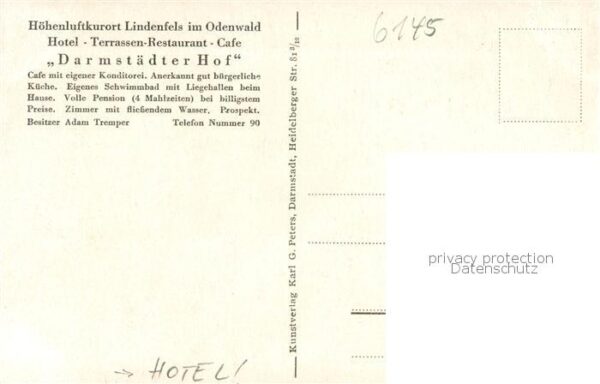 Höhenluftkurort Lindenfels im Odenwald
Hotel - Terrassen-Restaurant - Cafe
„Darmstädter Hof“
Cafe mit eigener Konditorei. Anerkannt gut bürgerliche
Küche. Eigenes Schwimmbad mit Liegehallen beim
Hause. Volle Pension (4 Mahlzeiten) bei billigstem
Preise. Zimmer mit fließendem Wasser. Prospekt.
Besitzer Adam Tremper Telefon Nummer 90
Kunstverlag Karl G. Peters, Darmstadt, Heidelberger Str. 81
6145
privacy protection
Datenschutz
→ HOTEL!